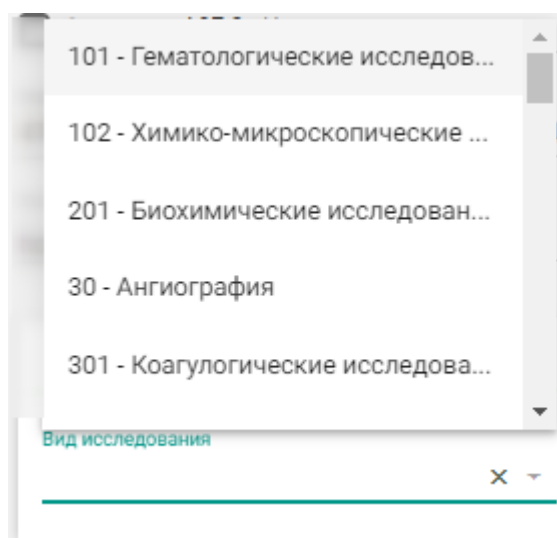 101 - Гематологические исследов...
102 - Химико-микроскопические ...
201 - Биохимические исследован...
30 - Ангиография
301 - Коагулогические исследова...
Вид исследования